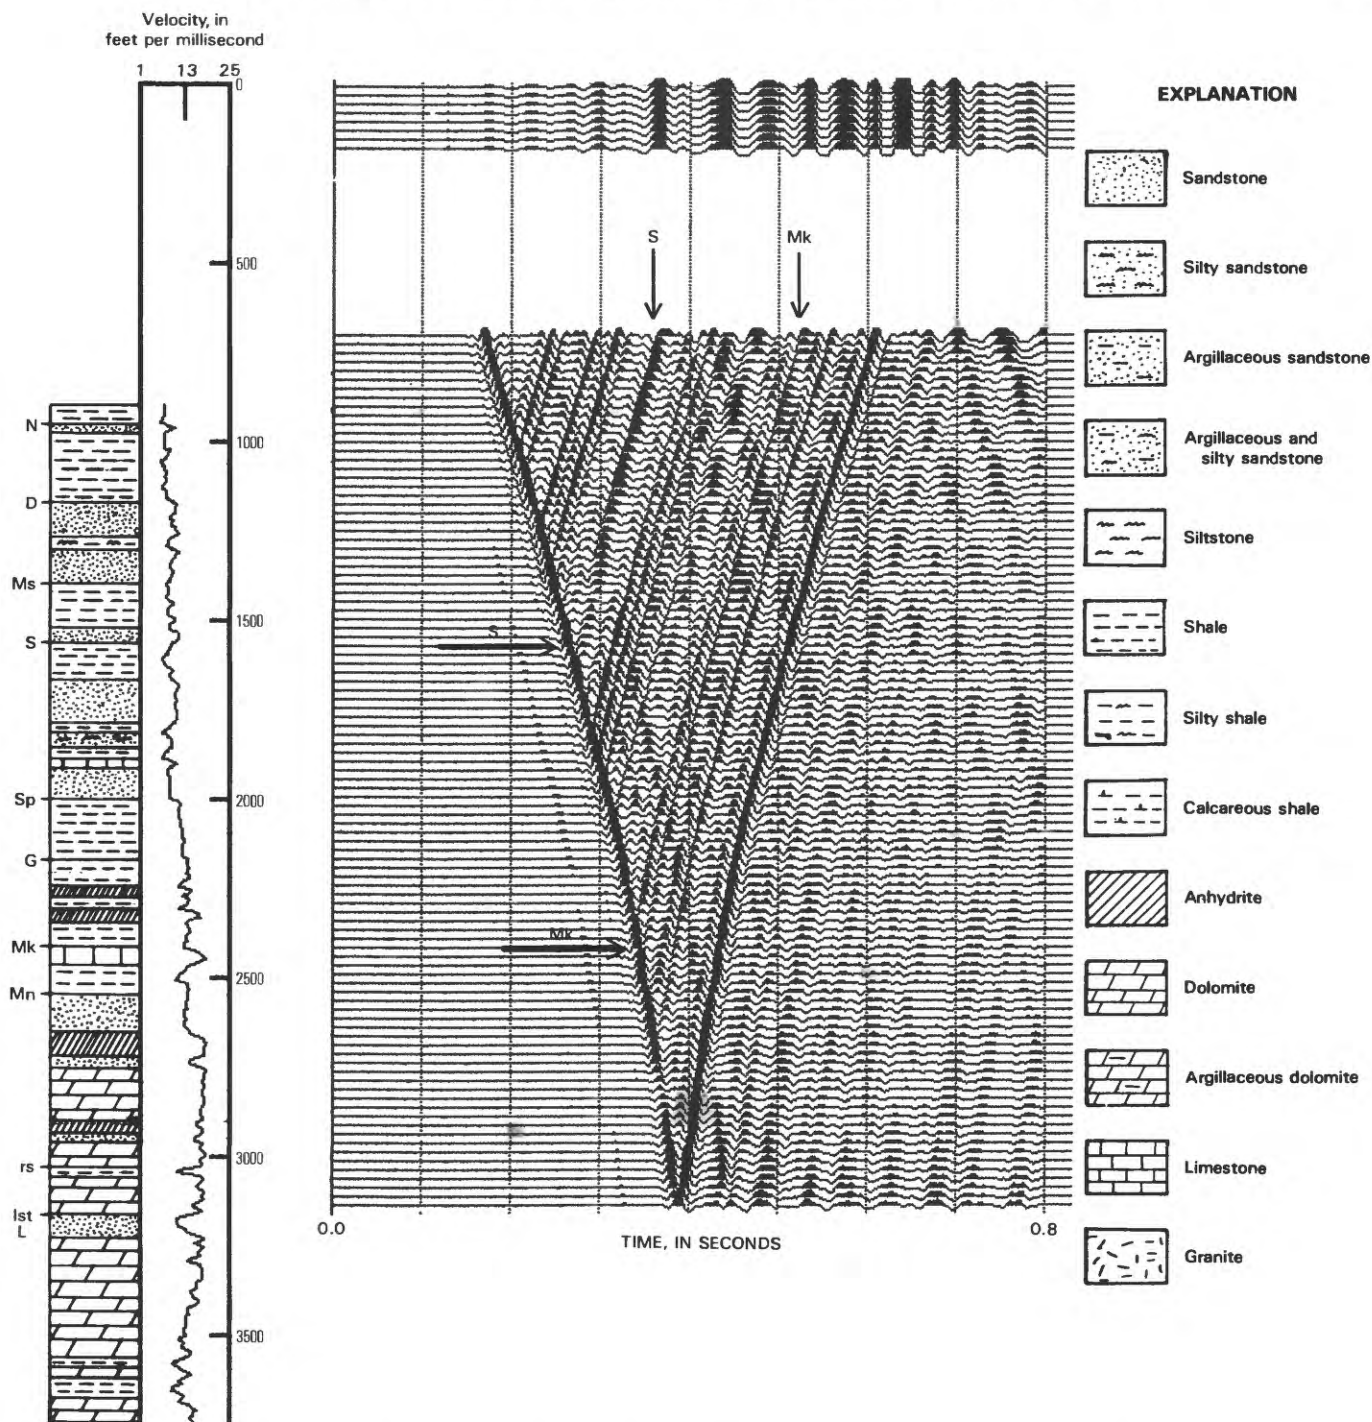 Velocity, in
feet per millisecond
1 13 25
0
500
1000
1500
2000
2500
3000
3500
N
D
Ms
S
Sp
G
Mk
Mn
rs
lst
L
S
Mk
S
Mk
0.0
0.8
TIME, IN SECONDS
EXPLANATION
Sandstone
Silty sandstone
Argillaceous sandstone
Argillaceous and
silty sandstone
Siltstone
Shale
Silty shale
Calcareous shale
Anhydrite
Dolomite
Argillaceous dolomite
Limestone
Granite